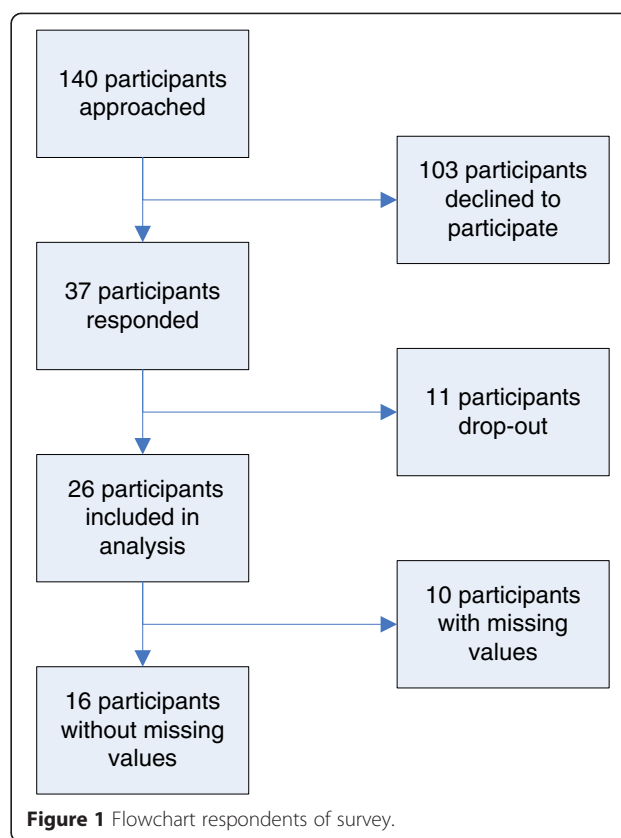 140 participants
approached
103 participants
declined to
participate
37 participants
responded
11 participants
drop-out
26 participants
included in
analysis
10 participants
with missing
values
16 participants
without missing
values
Figure 1 Flowchart respondents of survey.